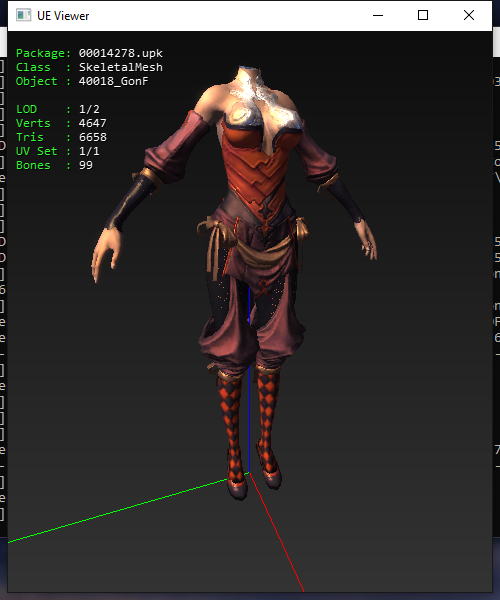 UE Viewer
Package: 00014278.upk
Class : SkeletalMesh
Object : 40018_GonF
LOD : 1/2
Verts : 4647
Tris : 6658
UV Set : 1/1
Bones : 99